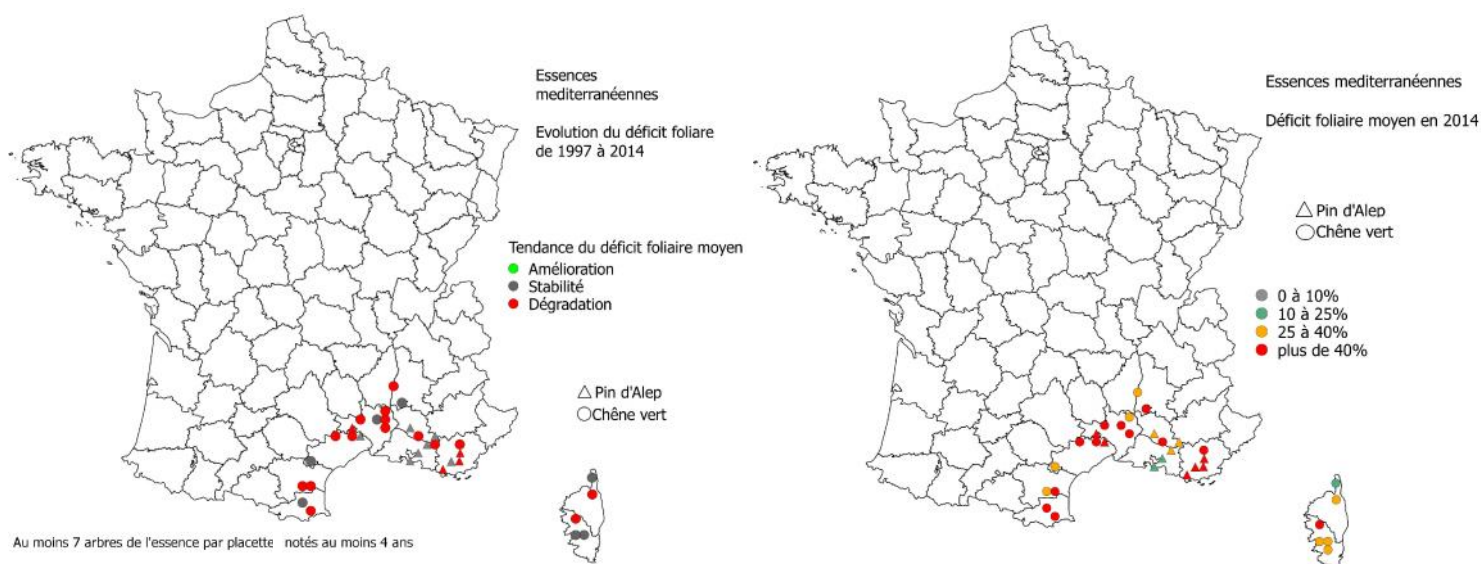 Essences
mediterranéennes
Evolution du déficit foliare
de 1997 à 2014
Tendance du déficit foliaire moyen
Amélioration
Stabilité
Dégradation
Pin d'Alep
Chêne vert
Au moins 7 arbres de l'essence par placette notés au moins 4 ans
Essences mediterranéennes
Déficit foliaire moyen en 2014
Pin d'Alep
Chêne vert
0 à 10%
10 à 25%
25 à 40%
plus de 40%